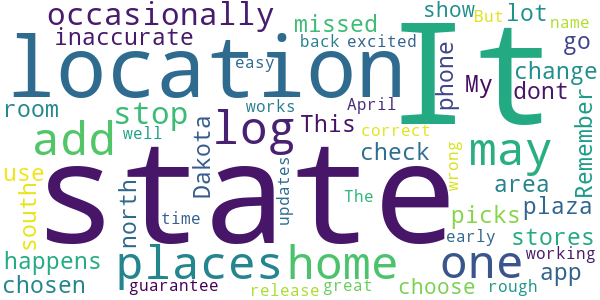 occasionally
show But lot name
inaccurate
missed
back excited
go
location
It
easy
phone
My
change
dont
room
stop
works
April
add
well
log
This
correct
Remember
Dakota
check
may
use
state
wrong
area
southe
north
updates
The
plaza
time
picks
early
stores
happens
places
home
one
working
chosen
guarantee
release
great
choose
rough
app